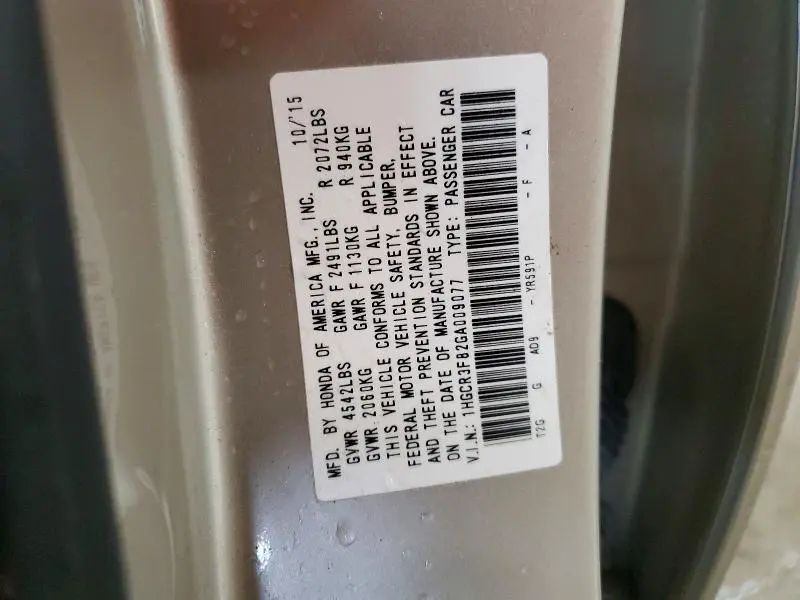 MFD. BY HONDA OF AMERICA MFG., INC. 10/'15
GVWR 4542LBS GAWR F 2491LBS R 2072LBS
GVWR 2060KG GAWR F 1130KG R 940KG
THIS VEHICLE CONFORMS TO ALL APPLICABLE
FEDERAL MOTOR VEHICLE SAFETY, BUMPER,
AND THEFT PREVENTION STANDARDS IN EFFECT
ON THE DATE OF MANUFACTURE SHOWN ABOVE.
V.I.N.: 1HGCR3F82GA009077 TYPE: PASSENGER CAR
T2G G AD9 - YR591P - F - A